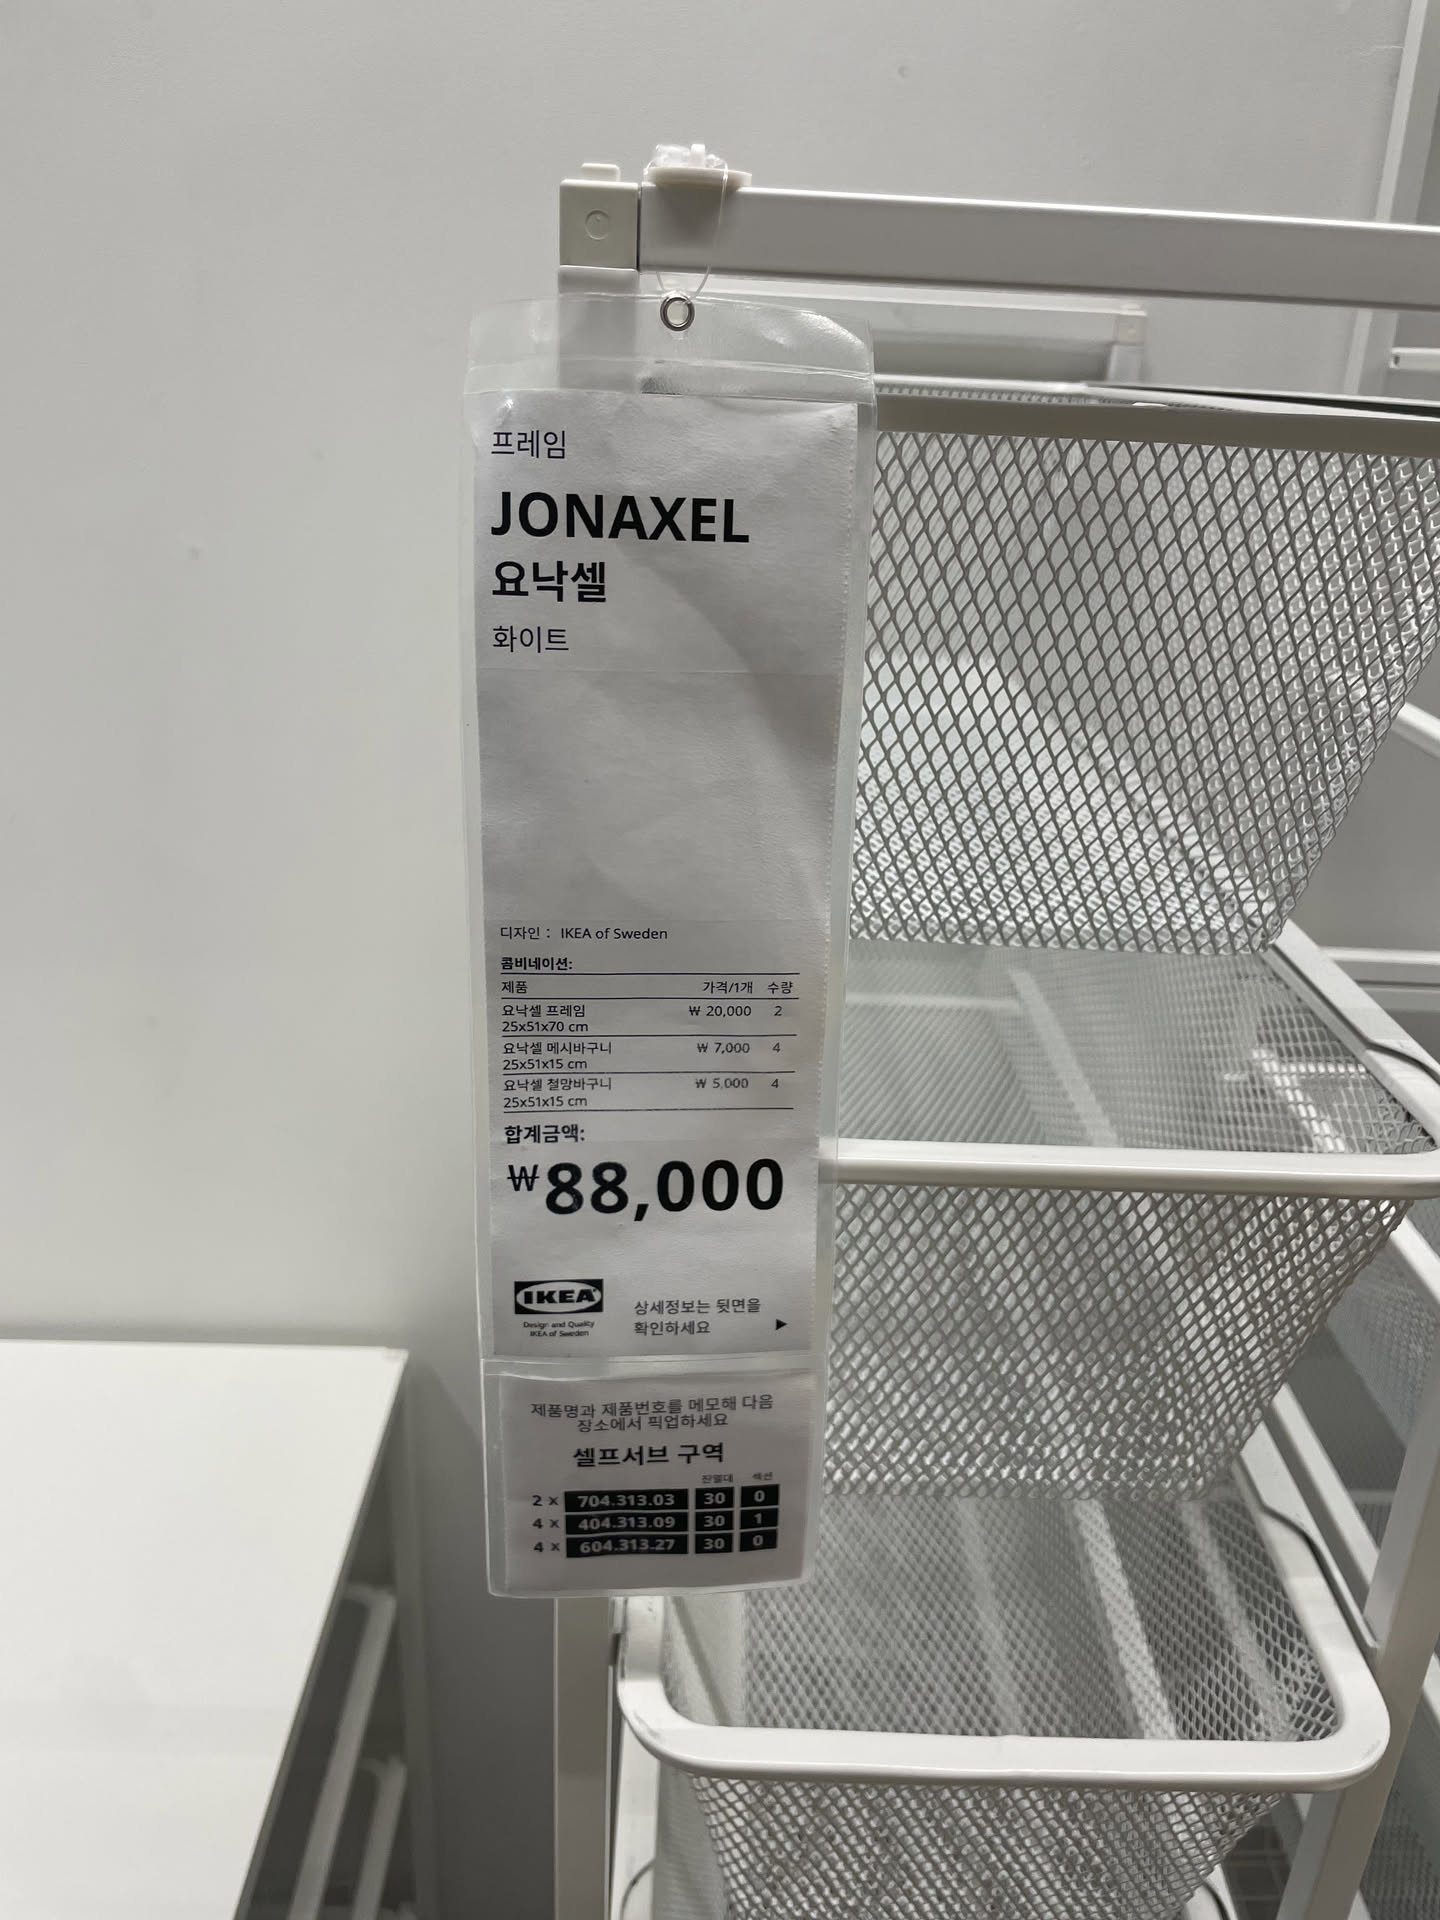 프레임
JONAXEL
요낙셀
화이트
디자인 : IKEA of Sweden
콤비네이션:
제품 가격/1개 수량
요낙셀 프레임 ₩ 20,000 2
25x51x70 cm
요낙셀 메시바구니 ₩ 7,000 4
25x51x15 cm
요낙셀 철망바구니 ₩ 5,000 4
25x51x15 cm
합계금액:
₩88,000
IKEA
Design and Quality
IKEA of Sweden
상세정보는 뒷면을
확인하세요 ▶
제품명과 제품번호를 메모해 다음
장소에서 픽업하세요
셀프서브 구역
진열대 섹션
2 x 704.313.03 30 0
4 x 404.313.09 30 1
4 x 604.313.27 30 0